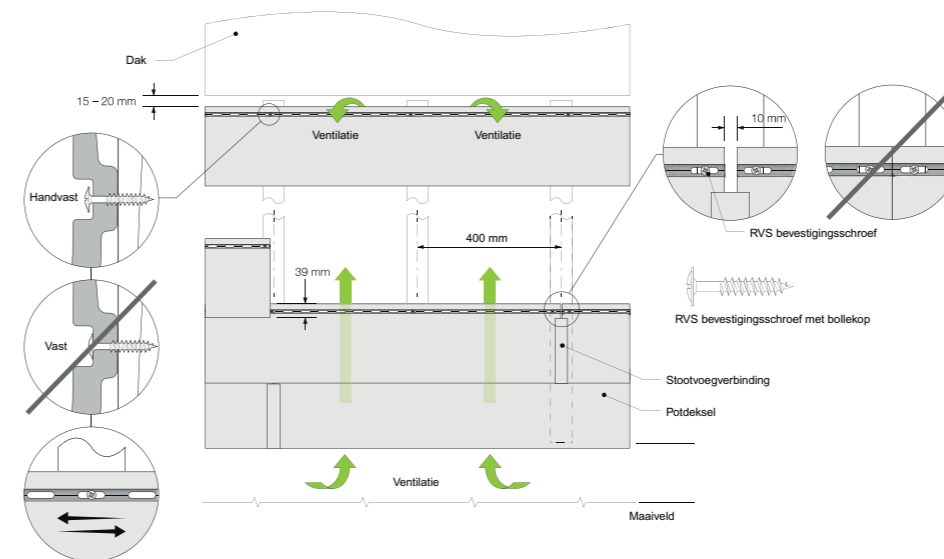 Dak
15 – 20 mm
Ventilatie
Ventilatie
10 mm
Handvast
RVS bevestigingsschroef
400 mm
39 mm
RVS bevestigingsschroef met bollekop
Vast
Stootvoegverbinding
Potdeksel
Ventilatie
Maaiveld